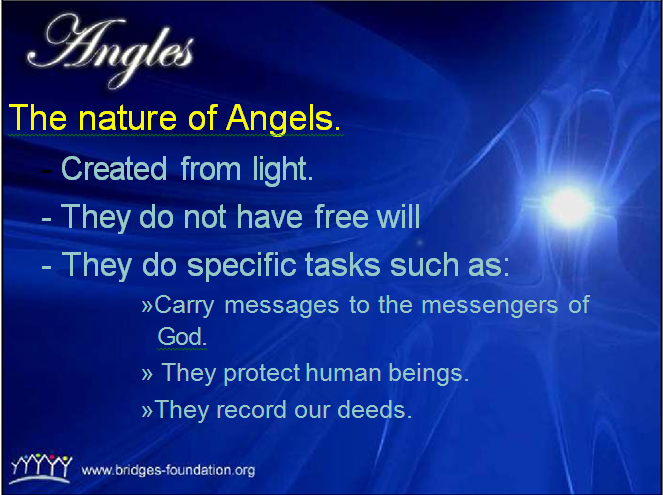 Angles
The nature of Angels.
- Created from light.
- They do not have free will
- They do specific tasks such as:
»Carry messages to the messengers of
God.
» They protect human beings.
»They record our deeds.
www.bridges-foundation.org